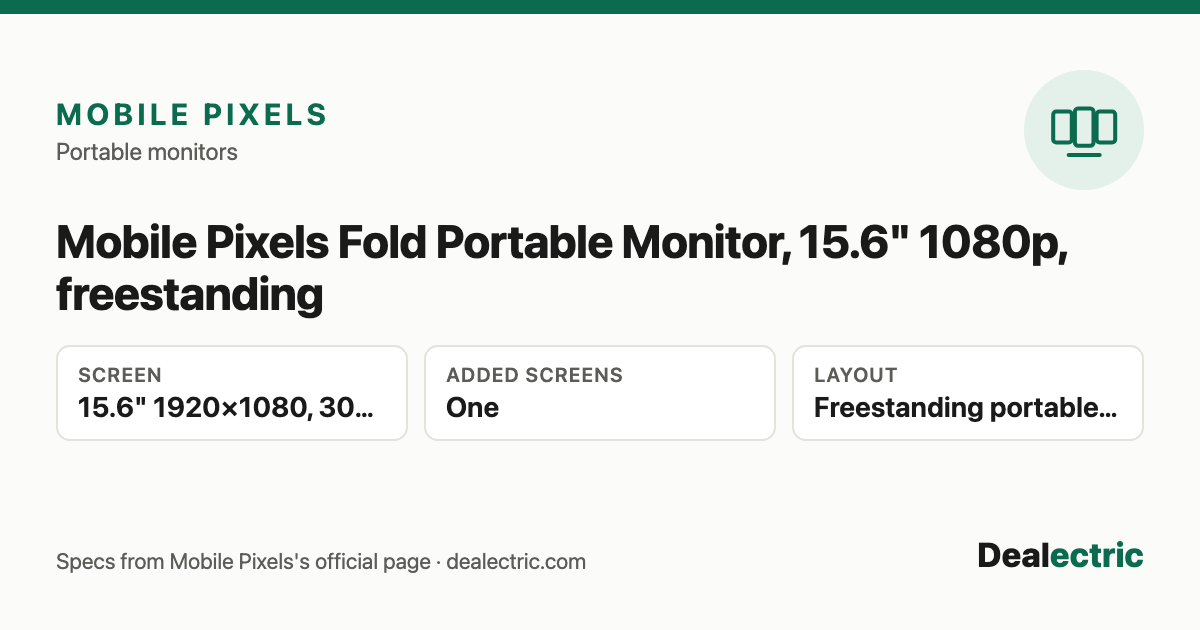 MOBILE PIXELS
Portable monitors
Mobile Pixels Fold Portable Monitor, 15.6" 1080p,
freestanding
SCREEN
15.6" 1920×1080, 30…
ADDED SCREENS
One
LAYOUT
Freestanding portable…
Specs from Mobile Pixels's official page · dealectric.com
Dealectric